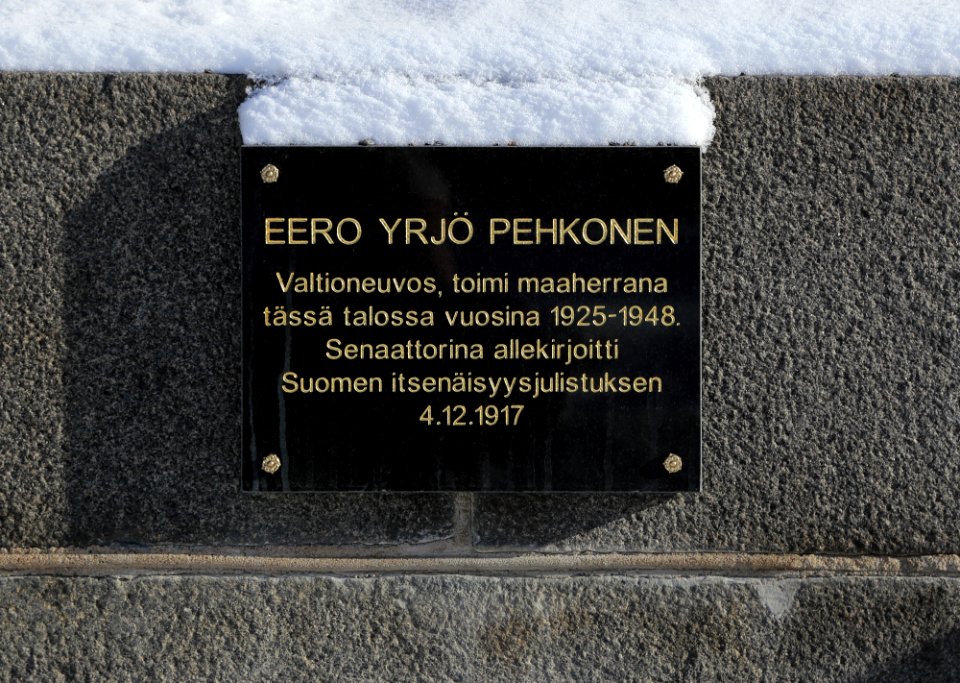 EERO YRJÖ PEHKONEN
Valtioneuvos, toimi maaherrana
tässä talossa vuosina 1925-1948.
Senaattorina allekirjoitti
Suomen itsenäisyysjulistuksen
4.12.1917